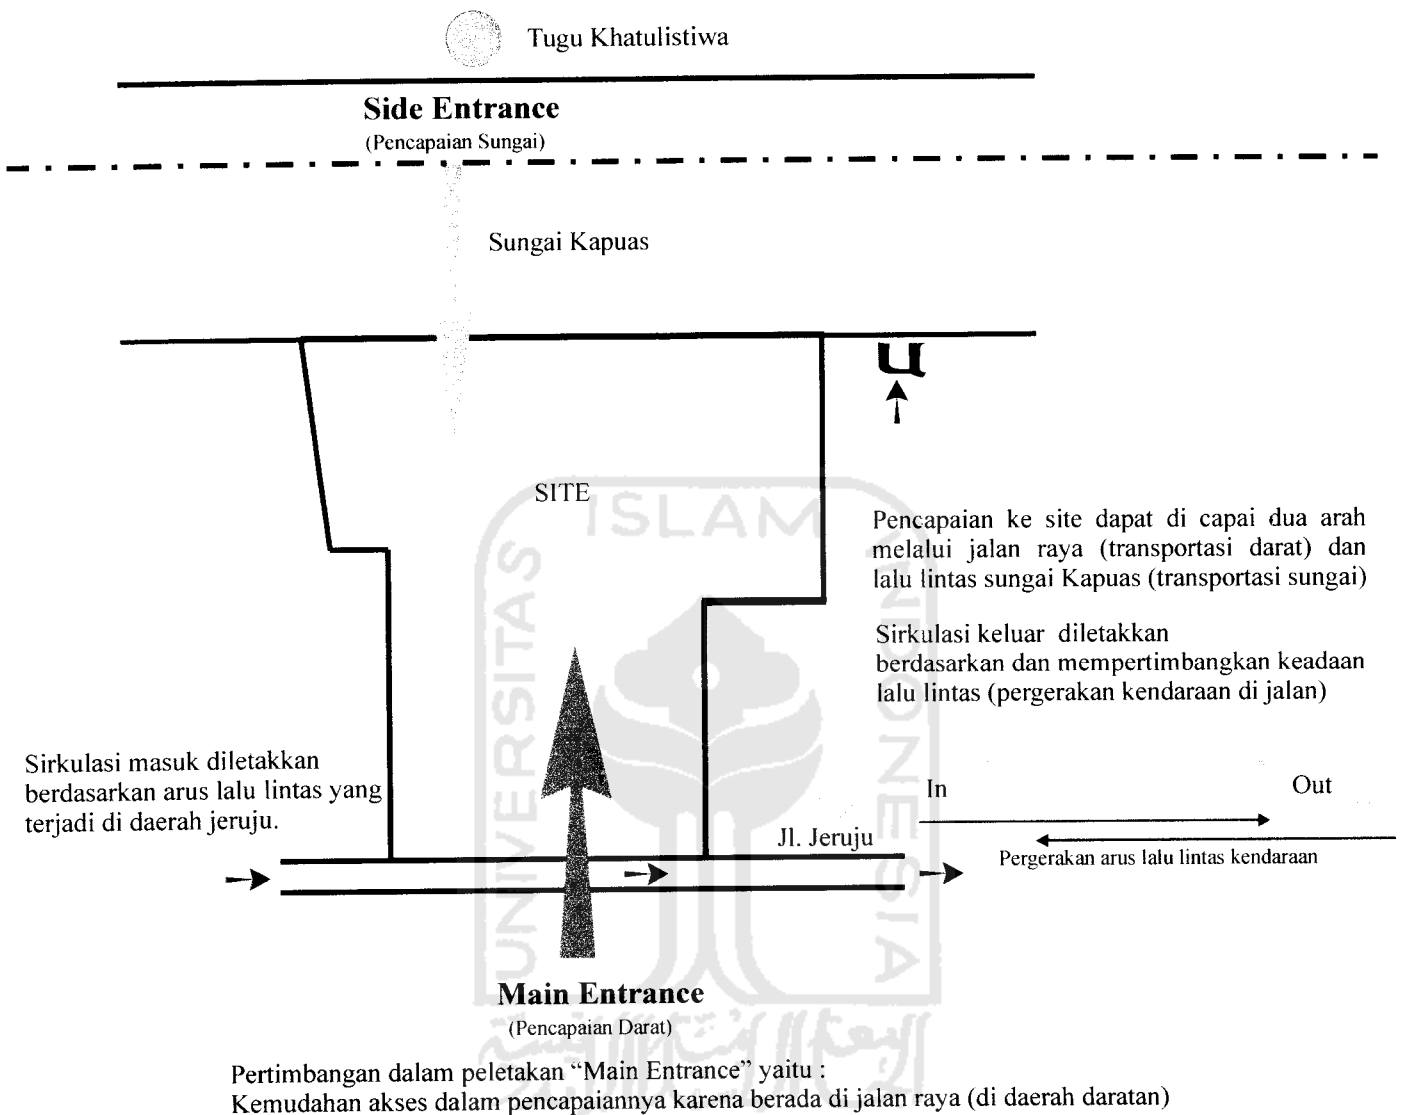 Tugu Khatulistiwa
Side Entrance
(Pencapaian Sungai)
Sungai Kapuas
U
SITE
Pencapaian ke site dapat di capai dua arah
melalui jalan raya (transportasi darat) dan
lalu lintas sungai Kapuas (transportasi sungai)
Sirkulasi keluar diletakkan
berdasarkan dan mempertimbangkan keadaan
lalu lintas (pergerakan kendaraan di jalan)
Sirkulasi masuk diletakkan
berdasarkan arus lalu lintas yang
terjadi di daerah jeruju.
In
Out
Jl. Jeruju
Pergerakan arus lalu lintas kendaraan
Main Entrance
(Pencapaian Darat)
Pertimbangan dalam peletakan “Main Entrance” yaitu :
Kemudahan akses dalam pencapaiannya karena berada di jalan raya (di daerah daratan)
UNIVERSITAS
ISLAM
INDONESIA